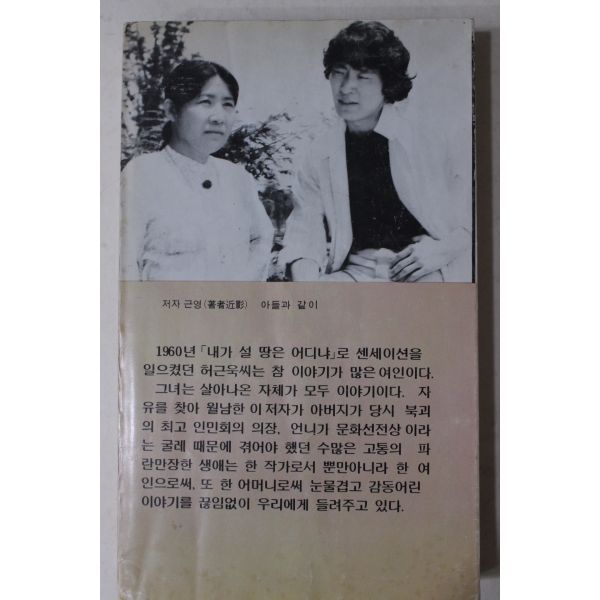 저자 근영(著者近影) 아들과 같이
1960년 「내가 설 땅은 어디냐」로 센세이션을
일으켰던 허근욱씨는 참 이야기가 많은 여인이다.
그녀는 살아나온 자체가 모두 이야기이다. 자
유를 찾아 월남한 이 저자가 아버지가 당시 북괴
의 최고 인민회의 의장, 언니가 문화선전상 이라
는 굴레 때문에 겪어야 했던 수많은 고통의 파
란만장한 생애는 한 작가로서 뿐만아니라 한 여
인으로써, 또 한 어머니로써 눈물겹고 감동어린
이야기를 끊임없이 우리에게 들려주고 있다.